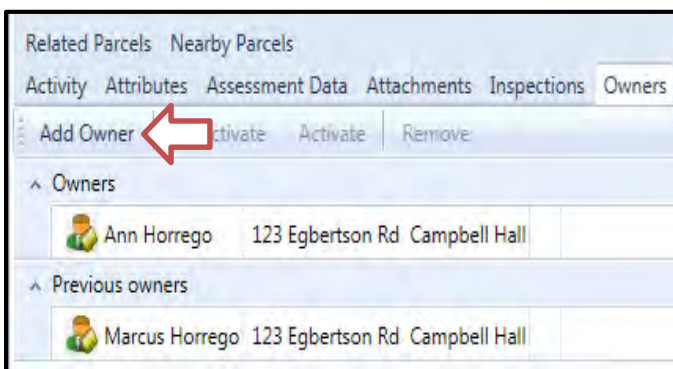 Related Parcels Nearby Parcels
Activity Attributes Assessment Data Attachments Inspections Owners
Add Owner Activate Remove
Owners
Ann Horrego 123 Egbertson Rd Campbell Hall
Previous owners
Marcus Horrego 123 Egbertson Rd Campbell Hall